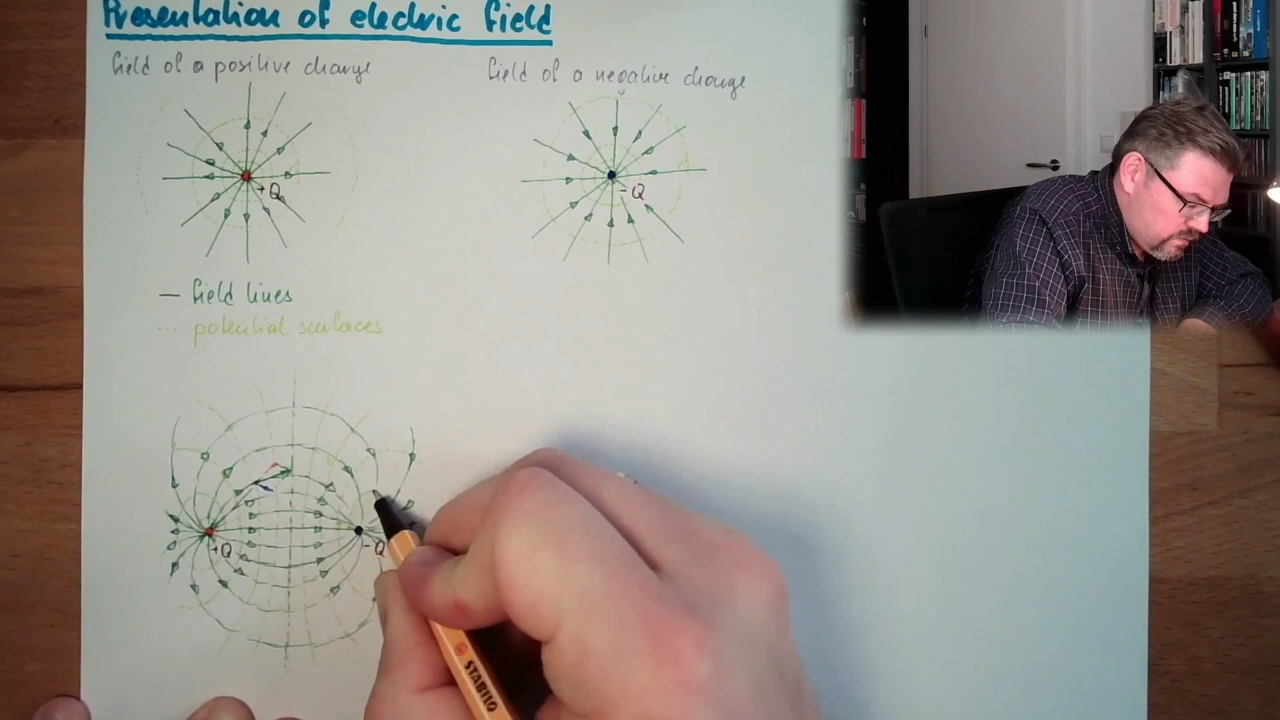 Presentation of electric field
field of a positive charge
field of a negative charge
+Q
-Q
— field lines
--- potential surfaces
+Q
-Q
STABILO